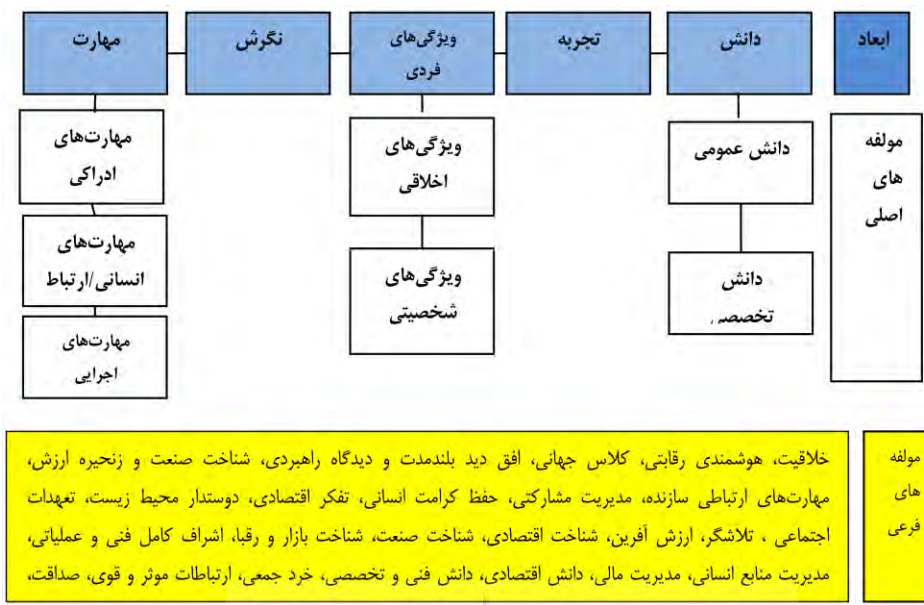 ابعاد
دانش
تجربه
ویژگی‌های
فردی
نگرش
مهارت
مولفه
های
اصلی
دانش عمومی
دانش
تخصصی
ویژگی‌های
اخلاقی
ویژگی‌های
شخصیتی
مهارت‌های
ادراکی
مهارت‌های
انسانی/ارتباط
مهارت‌های
اجرایی
مولفه
های
فرعی
خلاقیت، هوشمندی رقابتی، کلاس جهانی، افق دید بلندمدت و دیدگاه راهبردی، شناخت صنعت و زنحیره ارزش،
مهارت‌های ارتباطی سازنده، مدیریت مشارکتی، حفظ کرامت انسانی، تفکر اقتصادی، دوستدار محیط زیست، تعهدات
اجتماعی ، تلاشگر، ارزش آفرین، شناخت اقتصادی، شناخت صنعت، شناخت بازار و رقبا، اشراف کامل فنی و عملیاتی،
مدیریت منابع انسانی، مدیریت مالی، دانش اقتصادی، دانش فنی و تخصصی، خرد جمعی، ارتباطات موثر و قوی، صداقت،